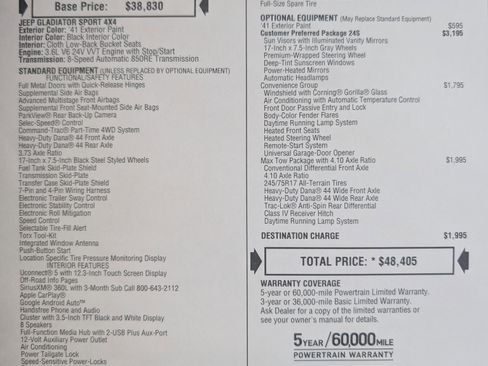 Base Price: $38,830
JEEP GLADIATOR SPORT 4X4
Exterior Color: '41 Exterior Paint
Interior Color: Black Interior Color
Interior: Cloth Low-Back Bucket Seats
Engine: 3.6L V6 24V VVT Engine with Stop/Start
Transmission: 8-Speed Automatic 850RE Transmission
STANDARD EQUIPMENT (UNLESS REPLACED BY OPTIONAL EQUIPMENT)
FUNCTIONAL/SAFETY FEATURES
Full Metal Doors with Quick-Release Hinges
Supplemental Side Air Bags
Advanced Multistage Front Airbags
Supplemental Front Seat-Mounted Side Air Bags
ParkView® Rear Back-Up Camera
Selec-Speed® Control
Command-Trac® Part-Time 4WD System
Heavy-Duty Dana® 44 Front Axle
Heavy-Duty Dana® 44 Rear Axle
3.73 Axle Ratio
17-Inch x 7.5-Inch Black Steel Styled Wheels
Fuel Tank Skid-Plate Shield
Transmission Skid-Plate
Transfer Case Skid-Plate Shield
7-Pin and 4-Pin Wiring Harness
Electronic Trailer Sway Control
Electronic Stability Control
Electronic Roll Mitigation
Speed Control
Selectable Tire-Fill Alert
Torx Tool-Kit
Integrated Window Antenna
Push-Button Start
Location Specific Tire Pressure Monitoring Display
INTERIOR FEATURES
Uconnect® 5 with 12.3-Inch Touch Screen Display
Off-Road Info Pages
SiriusXM® 360L with 3-Month Sub Call 800-643-2112
Apple CarPlay®
Google Android Auto™
Handsfree Phone and Audio
Cluster with 3.5-Inch TFT Black and White Display
8 Speakers
Full-Function Media Hub with 2-USB Plus Aux-Port
12-Volt Auxiliary Power Outlet
Air Conditioning
Power Tailgate Lock
Speed-Sensitive Power-Locks
Full-Size Spare Tire
OPTIONAL EQUIPMENT (May Replace Standard Equipment)
'41 Exterior Paint $595
Customer Preferred Package 24S $3,195
Sun Visors with Illuminated Vanity Mirrors
17-Inch x 7.5-Inch Gray Wheels
Premium-Wrapped Steering Wheel
Deep-Tint Sunscreen Windows
Power-Heated Mirrors
Automatic Headlamps
Convenience Group $1,795
Windshield with Corning® Gorilla® Glass
Air Conditioning with Automatic Temperature Control
Front Door Passive Entry and Lock
Body-Color Fender Flares
Daytime Running Lamp System
Heated Front Seats
Heated Steering Wheel
Remote-Start System
Universal Garage-Door Opener
Max Tow Package with 4.10 Axle Ratio $1,995
Conventional Differential Front Axle
4.10 Axle Ratio
245/75R17 All-Terrain Tires
Heavy-Duty Dana® 44 Wide Front Axle
Heavy-Duty Dana® 44 Wide Rear Axle
Trac-Lok® Anti-Spin Rear Differential
Class IV Receiver Hitch
Daytime Running Lamp System
DESTINATION CHARGE $1,995
TOTAL PRICE: * $48,405
WARRANTY COVERAGE
5-year or 60,000-mile Powertrain Limited Warranty.
3-year or 36,000-mile Basic Limited Warranty.
Ask Dealer for a copy of the limited warranties or
see your owner's manual for details.
5 YEAR/60,000 MILE
POWERTRAIN WARRANTY